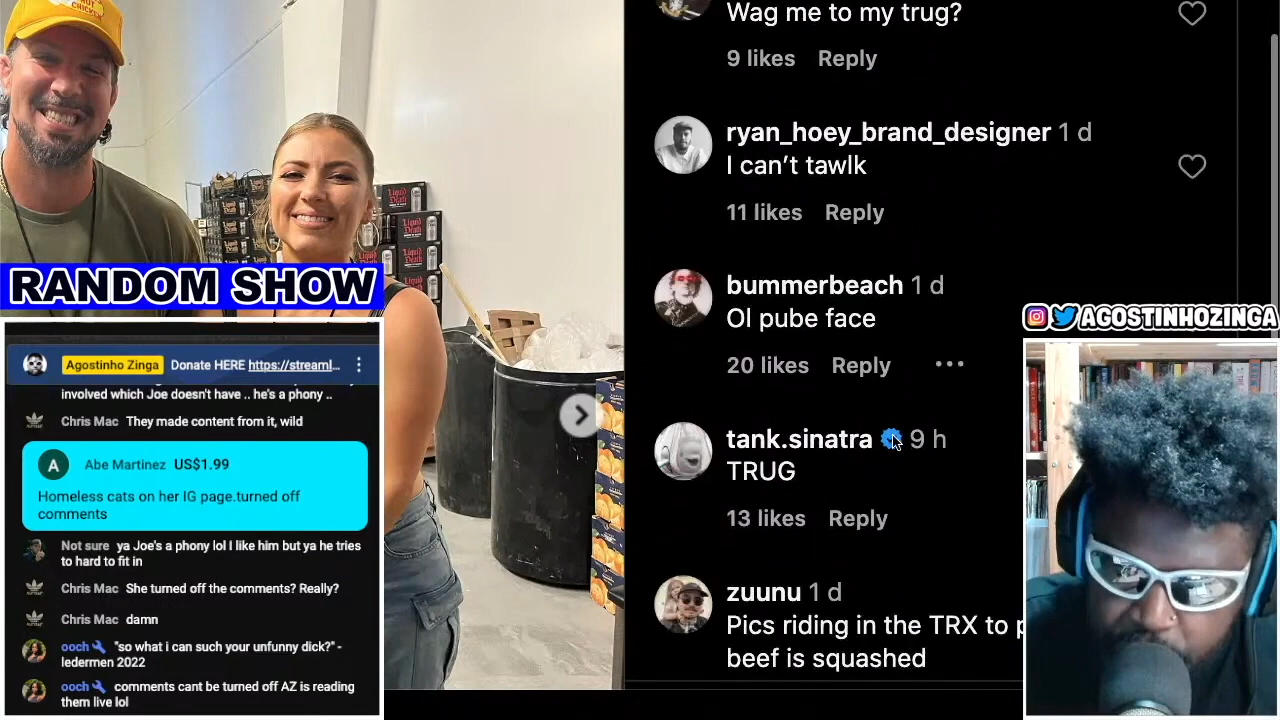 Wag me to my trug?
9 likes Reply
ryan_hoey_brand_designer 1 d
I can't tawlk
11 likes Reply
bummerbeach 1 d
Ol pube face
20 likes Reply
tank.sinatra 9 h
TRUG
13 likes Reply
zuunu 1 d
Pics riding in the TRX to p
beef is squashed
Liquid Death
Liquid Death
RANDOM SHOW
Agostinho Zinga Donate HERE https://streaml...
involved which Joe doesn't have .. he's a phony ..
Chris Mac They made content from it, wild
A Abe Martinez US$1.99
Homeless cats on her IG page.turned off
comments
Not sure ya Joe's a phony lol I like him but ya he tries
to hard to fit in
Chris Mac She turned off the comments? Really?
Chris Mac damn
ooch "so what i can such your unfunny dick?" -
ledermen 2022
ooch comments cant be turned off AZ is reading
them live lol
@AGOSTINHOZINGA